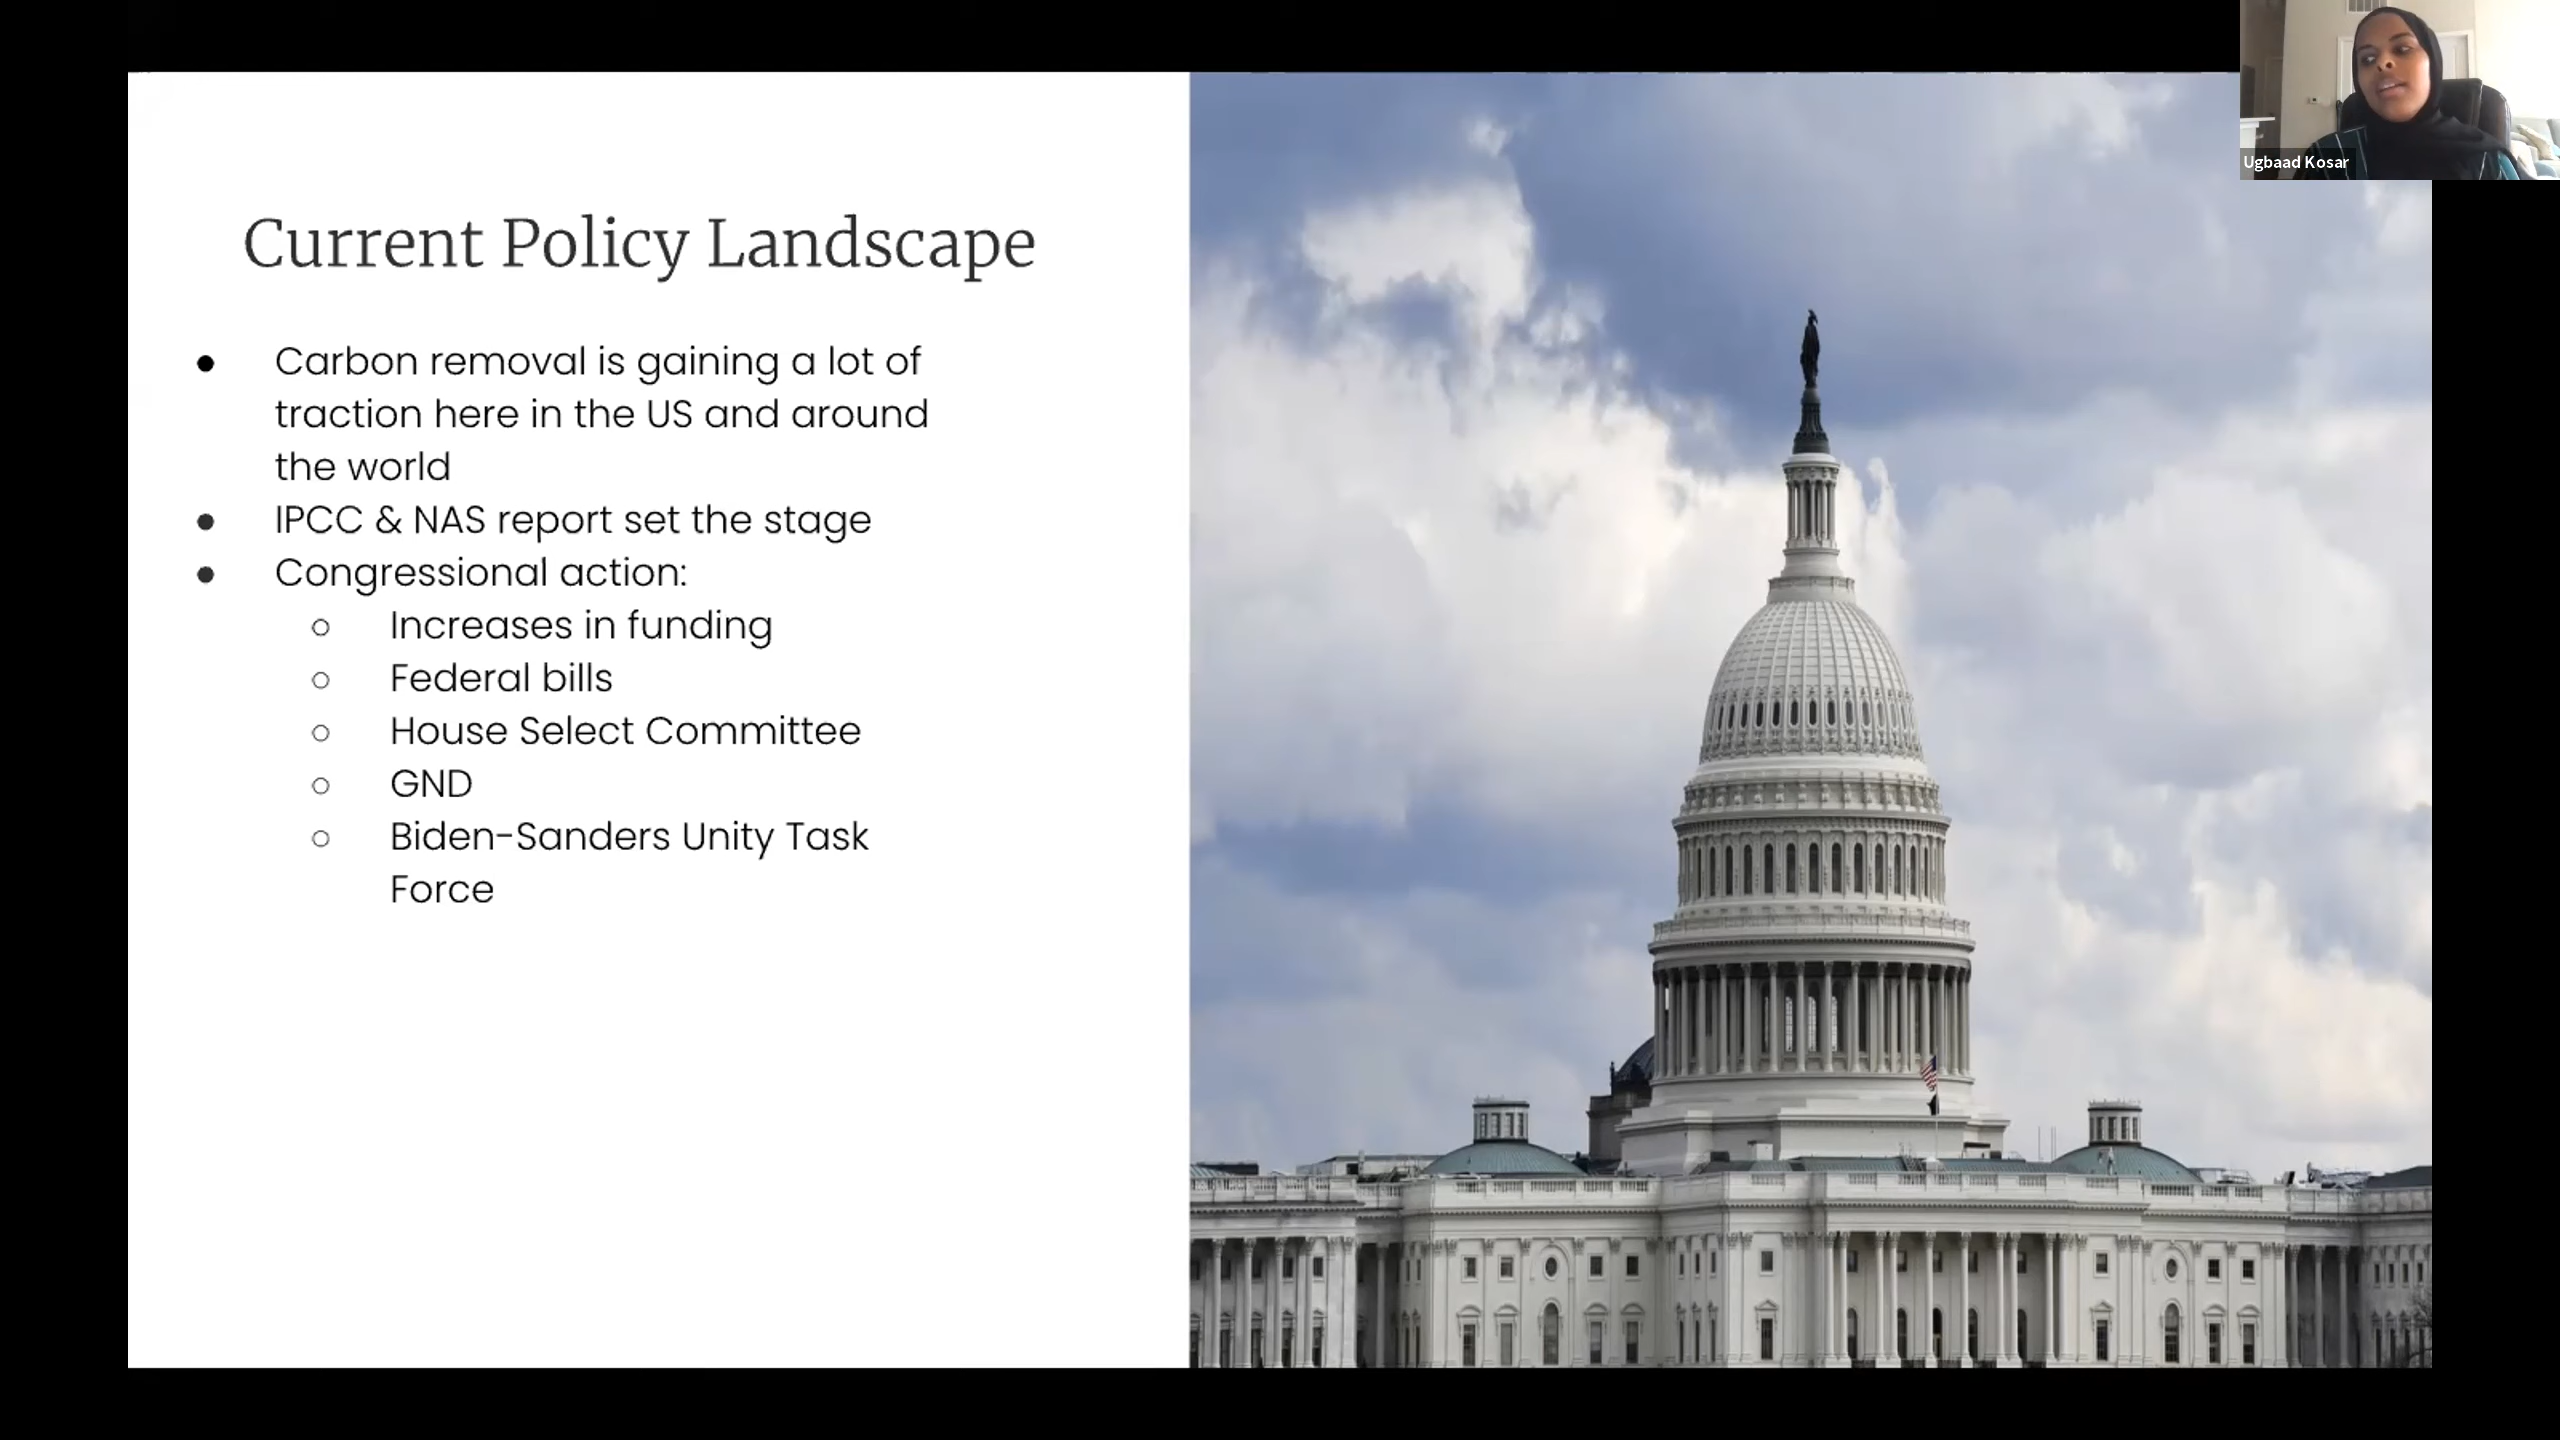 Ugbaad Kosar
Current Policy Landscape
● Carbon removal is gaining a lot of
traction here in the US and around
the world
● IPCC & NAS report set the stage
● Congressional action:
○ Increases in funding
○ Federal bills
○ House Select Committee
○ GND
○ Biden-Sanders Unity Task
Force